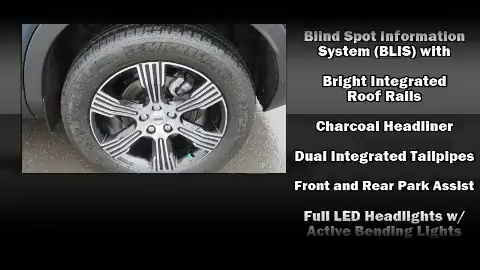 Blind Spot Information
System (BLIS) with
Bright Integrated
Roof Rails
Charcoal Headliner
Dual Integrated Tailpipes
Front and Rear Park Assist
Full LED Headlights w/
Active Bending Lights